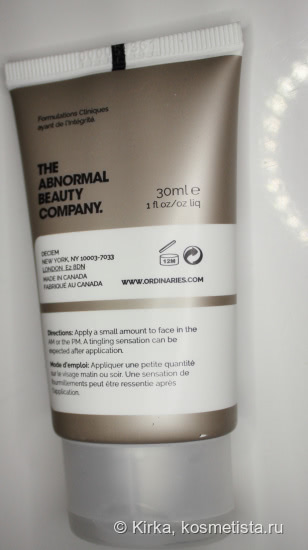 Formulations Cliniques
ayant de l'Intégrité.
THE
ABNORMAL
BEAUTY
COMPANY.
30ml e
1 fl oz/oz liq
DECIEM
NEW YORK, NY 10003-7033
LONDON E2 8DN
MADE IN CANADA
FABRIQUÉ AU CANADA
12M
WWW.ORDINARIES.COM
Directions: Apply a small amount to face in the
AM or the PM. A tingling sensation can be
expected after application.
Mode d'emploi: Appliquer une petite quantité
sur le visage matin ou soir. Une sensation de
fourmillements peut être ressentie après
l'application.
© Kirka, kosmetista.ru